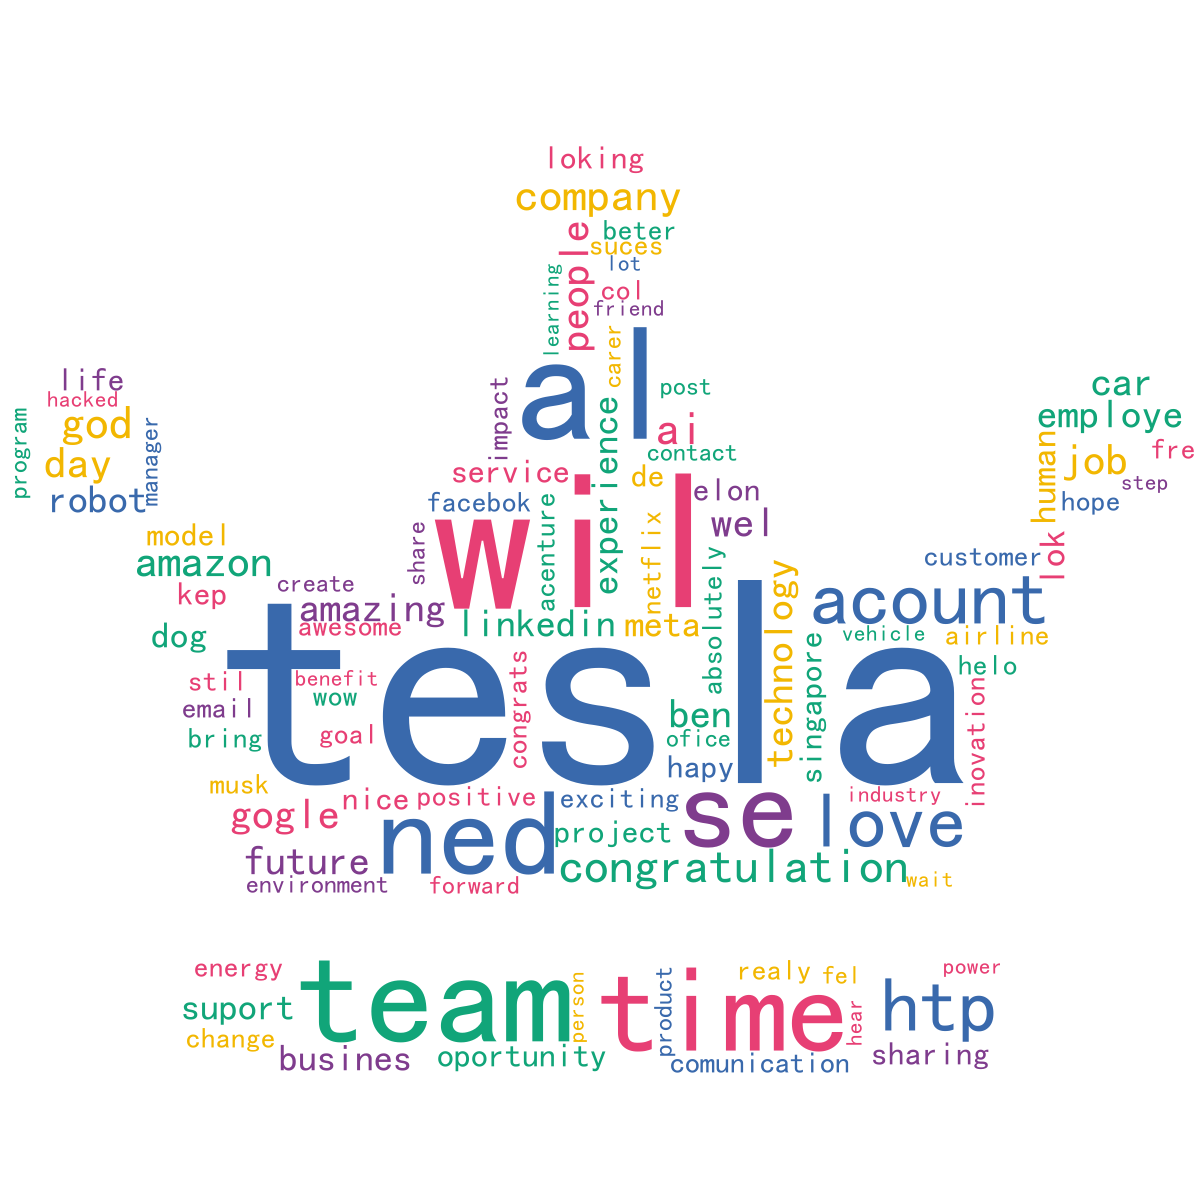 loking
company
people
beter
suces
lot
learning
col
friend
carer
al
life
hacked
god
program
manager
day
robot
impact
post
ai
experience
contact
service
de
elon
facebok
wel
car
employe
human
job
fre
step
hope
lok
model
amazon
kep
create
share
will
acenture
netflix
absolutely
technology
customer
acount
amazing
awesome
linkedin
meta
dog
tesla
singapore
vehicle
airline
helo
stil
benefit
wow
email
bring
goal
congrats
ben
ofice
hapy
inovation
musk
gogle
nice
positive
exciting
se
industry
love
ned
project
future
environment
forward
congratulation
wait
energy
team
person
time
product
realy
fel
power
suport
htp
hear
change
busines
oportunity
comunication
sharing